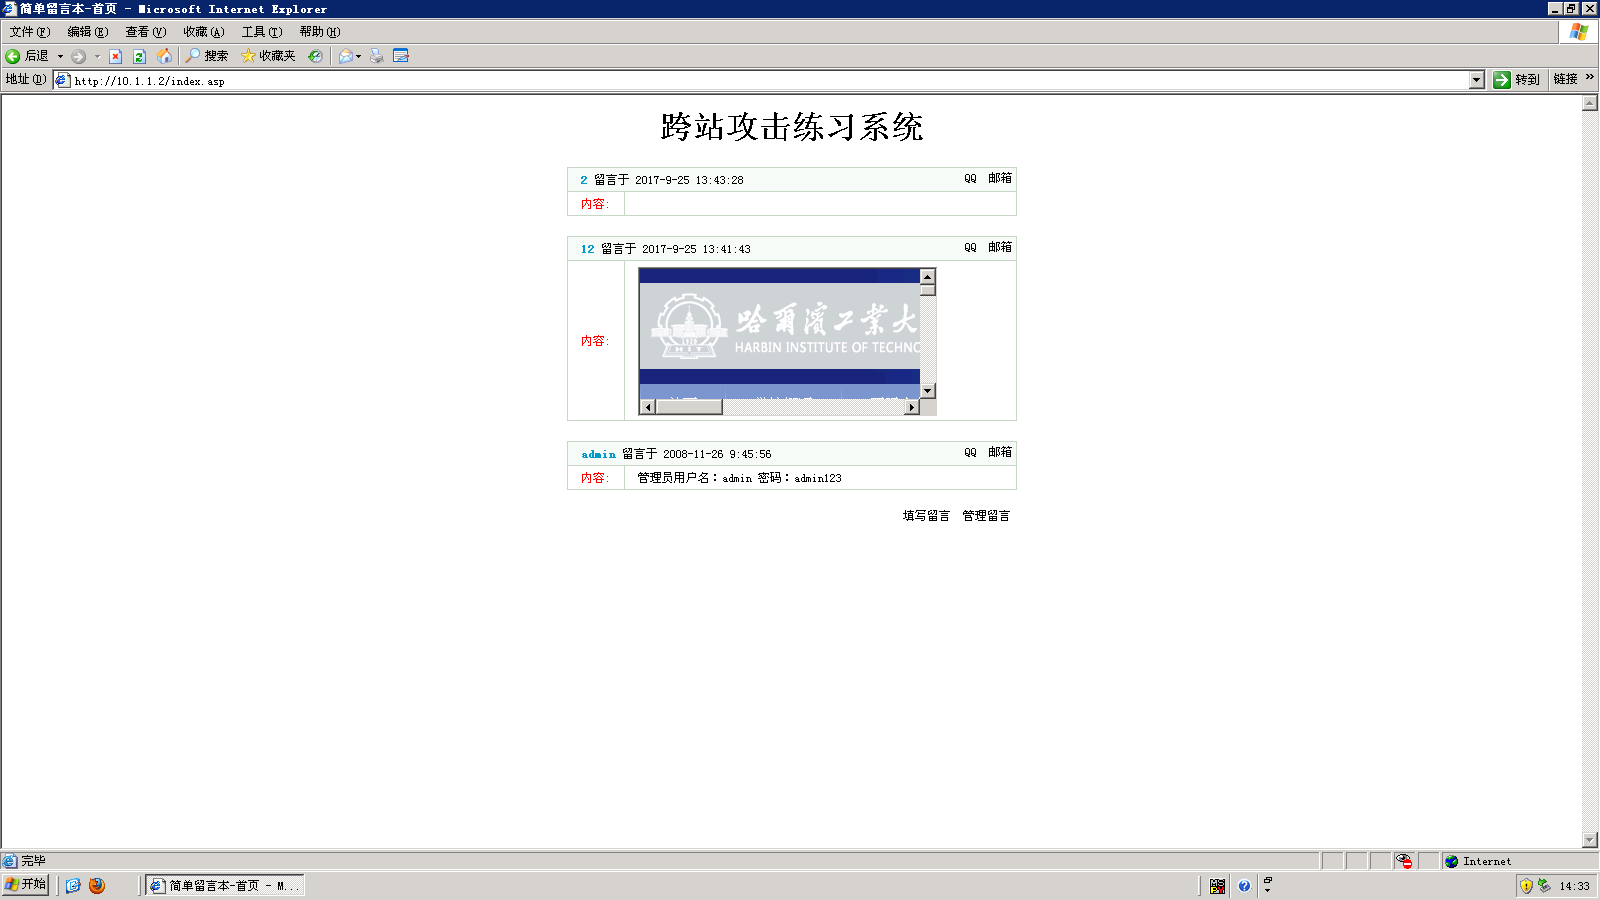 简单留言本-首页 - Microsoft Internet Explorer
文件(F) 编辑(E) 查看(V) 收藏(A) 工具(T) 帮助(H)
后退 搜索 收藏夹
地址(D) http://10.1.1.2/index.asp 转到 链接 »
跨站攻击练习系统
2 留言于 2017-9-25 13:43:28 QQ 邮箱
内容:
12 留言于 2017-9-25 13:41:43 QQ 邮箱
内容:
哈爾濱工業大
HARBIN INSTITUTE OF TECHNO
admin 留言于 2008-11-26 9:45:56 QQ 邮箱
内容: 管理员用户名：admin 密码：admin123
填写留言 管理留言
完毕 Internet
开始 简单留言本-首页 - M... 14:33